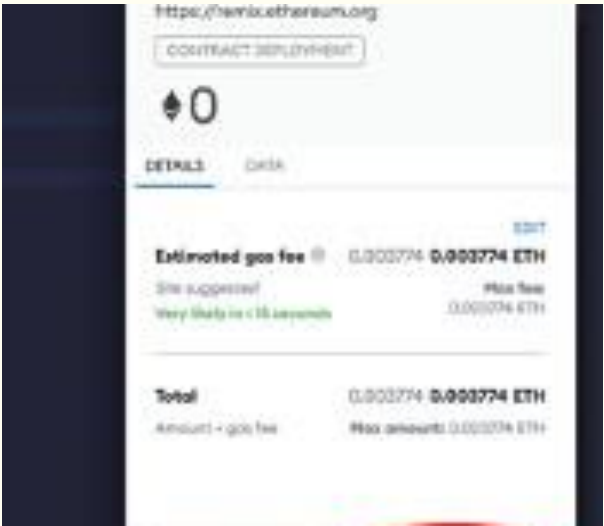 https://remix.ethereum.org
CONTRACT DEPLOYMENT
0
DETAILS DATA
EDIT
Estimated gas fee 0.003774 0.003774 ETH
Site suggested Max fee:
Very likely in < 15 seconds 0.003774 ETH
Total 0.003774 0.003774 ETH
Amount + gas fee Max amount: 0.003774 ETH